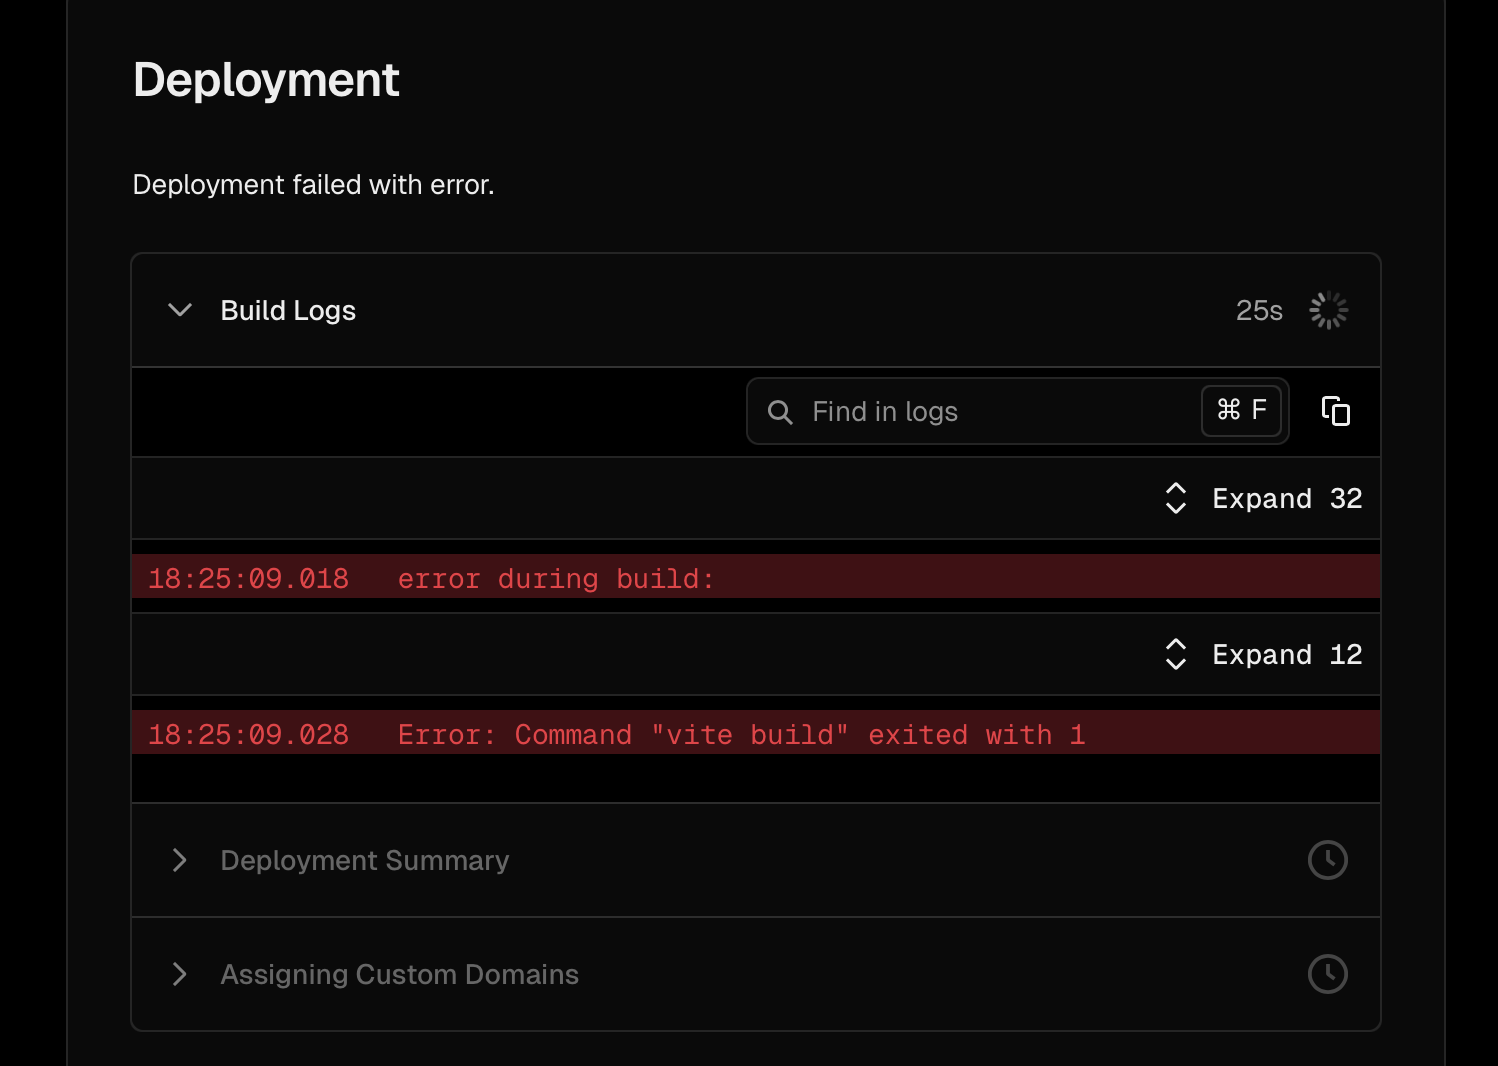 Deployment
Deployment failed with error.
Build Logs 25s
Find in logs ⌘ F
Expand 32
18:25:09.018 error during build:
Expand 12
18:25:09.028 Error: Command "vite build" exited with 1
Deployment Summary
Assigning Custom Domains